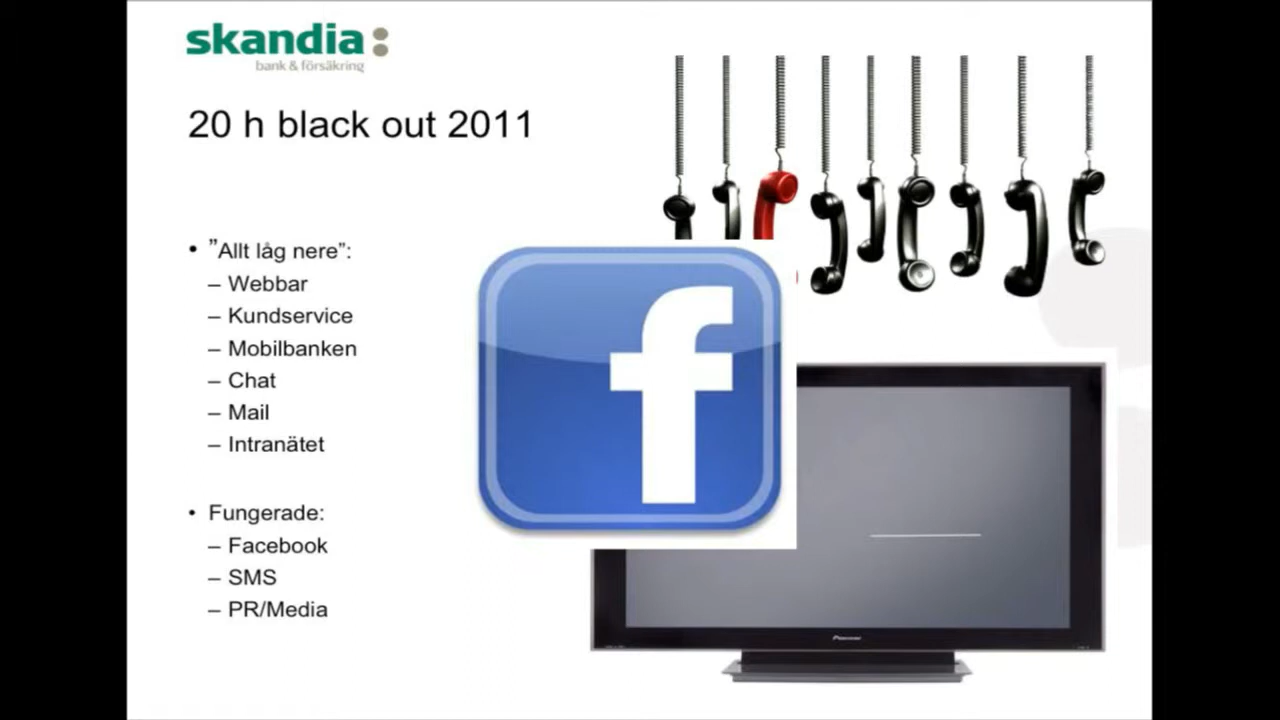 skandia:
bank & försäkring
20 h black out 2011
• ”Allt låg nere”:
– Webbar
– Kundservice
– Mobilbanken
– Chat
– Mail
– Intranätet
• Fungerade:
– Facebook
– SMS
– PR/Media
f
Pioneer